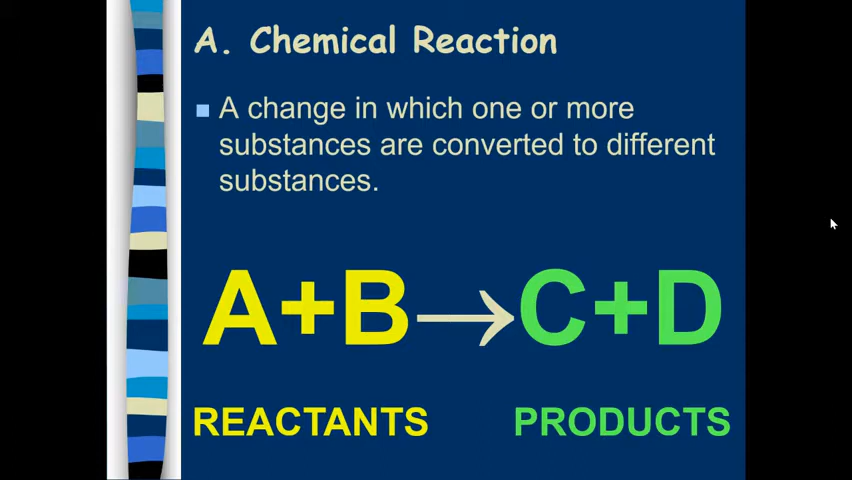 A. Chemical Reaction
A change in which one or more
substances are converted to different
substances.
A+B→C+D
REACTANTS PRODUCTS